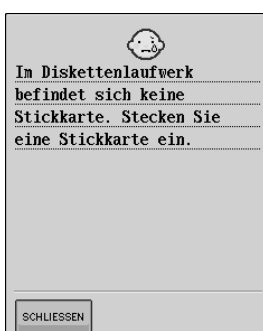 Im Diskettenlaufwerk
befindet sich keine
Stickkarte. Stecken Sie
eine Stickkarte ein.
SCHLIESSEN